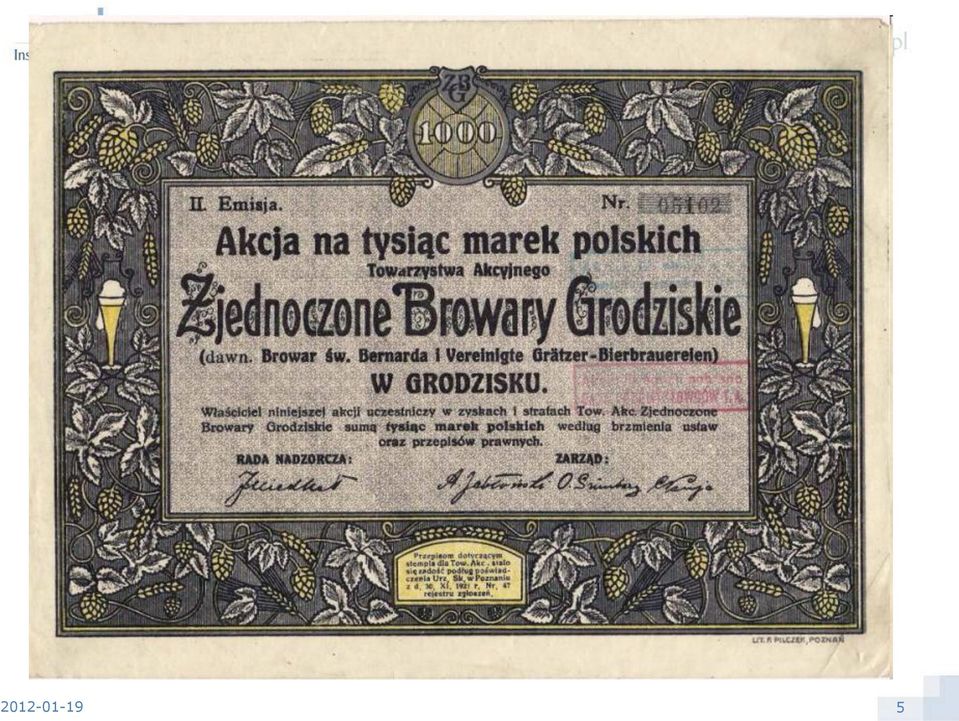 Ins
pl
ZBG
1000
II. Emisja.
Nr. 05102
Akcja na tysiąc marek polskich
Towarzystwa Akcyjnego
Zjednoczone Browary Grodziskie
(dawn. Browar św. Bernarda i Vereinigte Grätzer-Bierbrauereien)
W GRODZISKU.
Właściciel niniejszej akcji uczestniczy w zyskach i stratach Tow. Akc. Zjednoczone
Browary Grodziskie sumą tysiąc marek polskich według brzmienia ustaw
oraz przepisów prawnych.
RADA NADZORCZA:
ZARZĄD:
Przepisom dotyczącym
stempla dla Tow. Akc. stało
się zadość podług poświad-
czenia Urz. Sk. w Poznaniu
z d. 30. XI. 1921 r. Nr. 47
rejestru zgłoszeń.
LIT. F. PILCZEK, POZNAŃ
2012-01-19
5